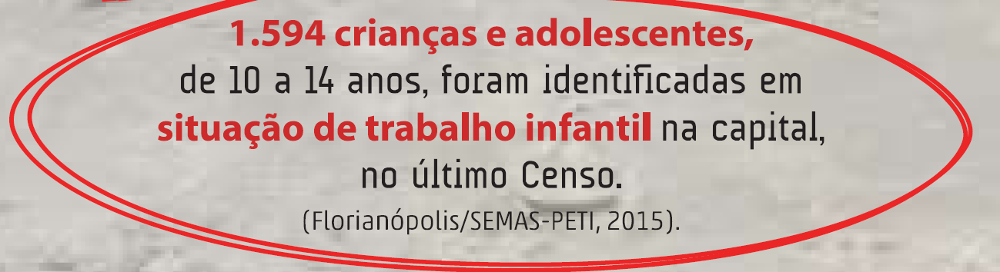 1.594 crianças e adolescentes,
de 10 a 14 anos, foram identificadas em
situação de trabalho infantil na capital,
no último Censo.
(Florianópolis/SEMAS-PETI, 2015).